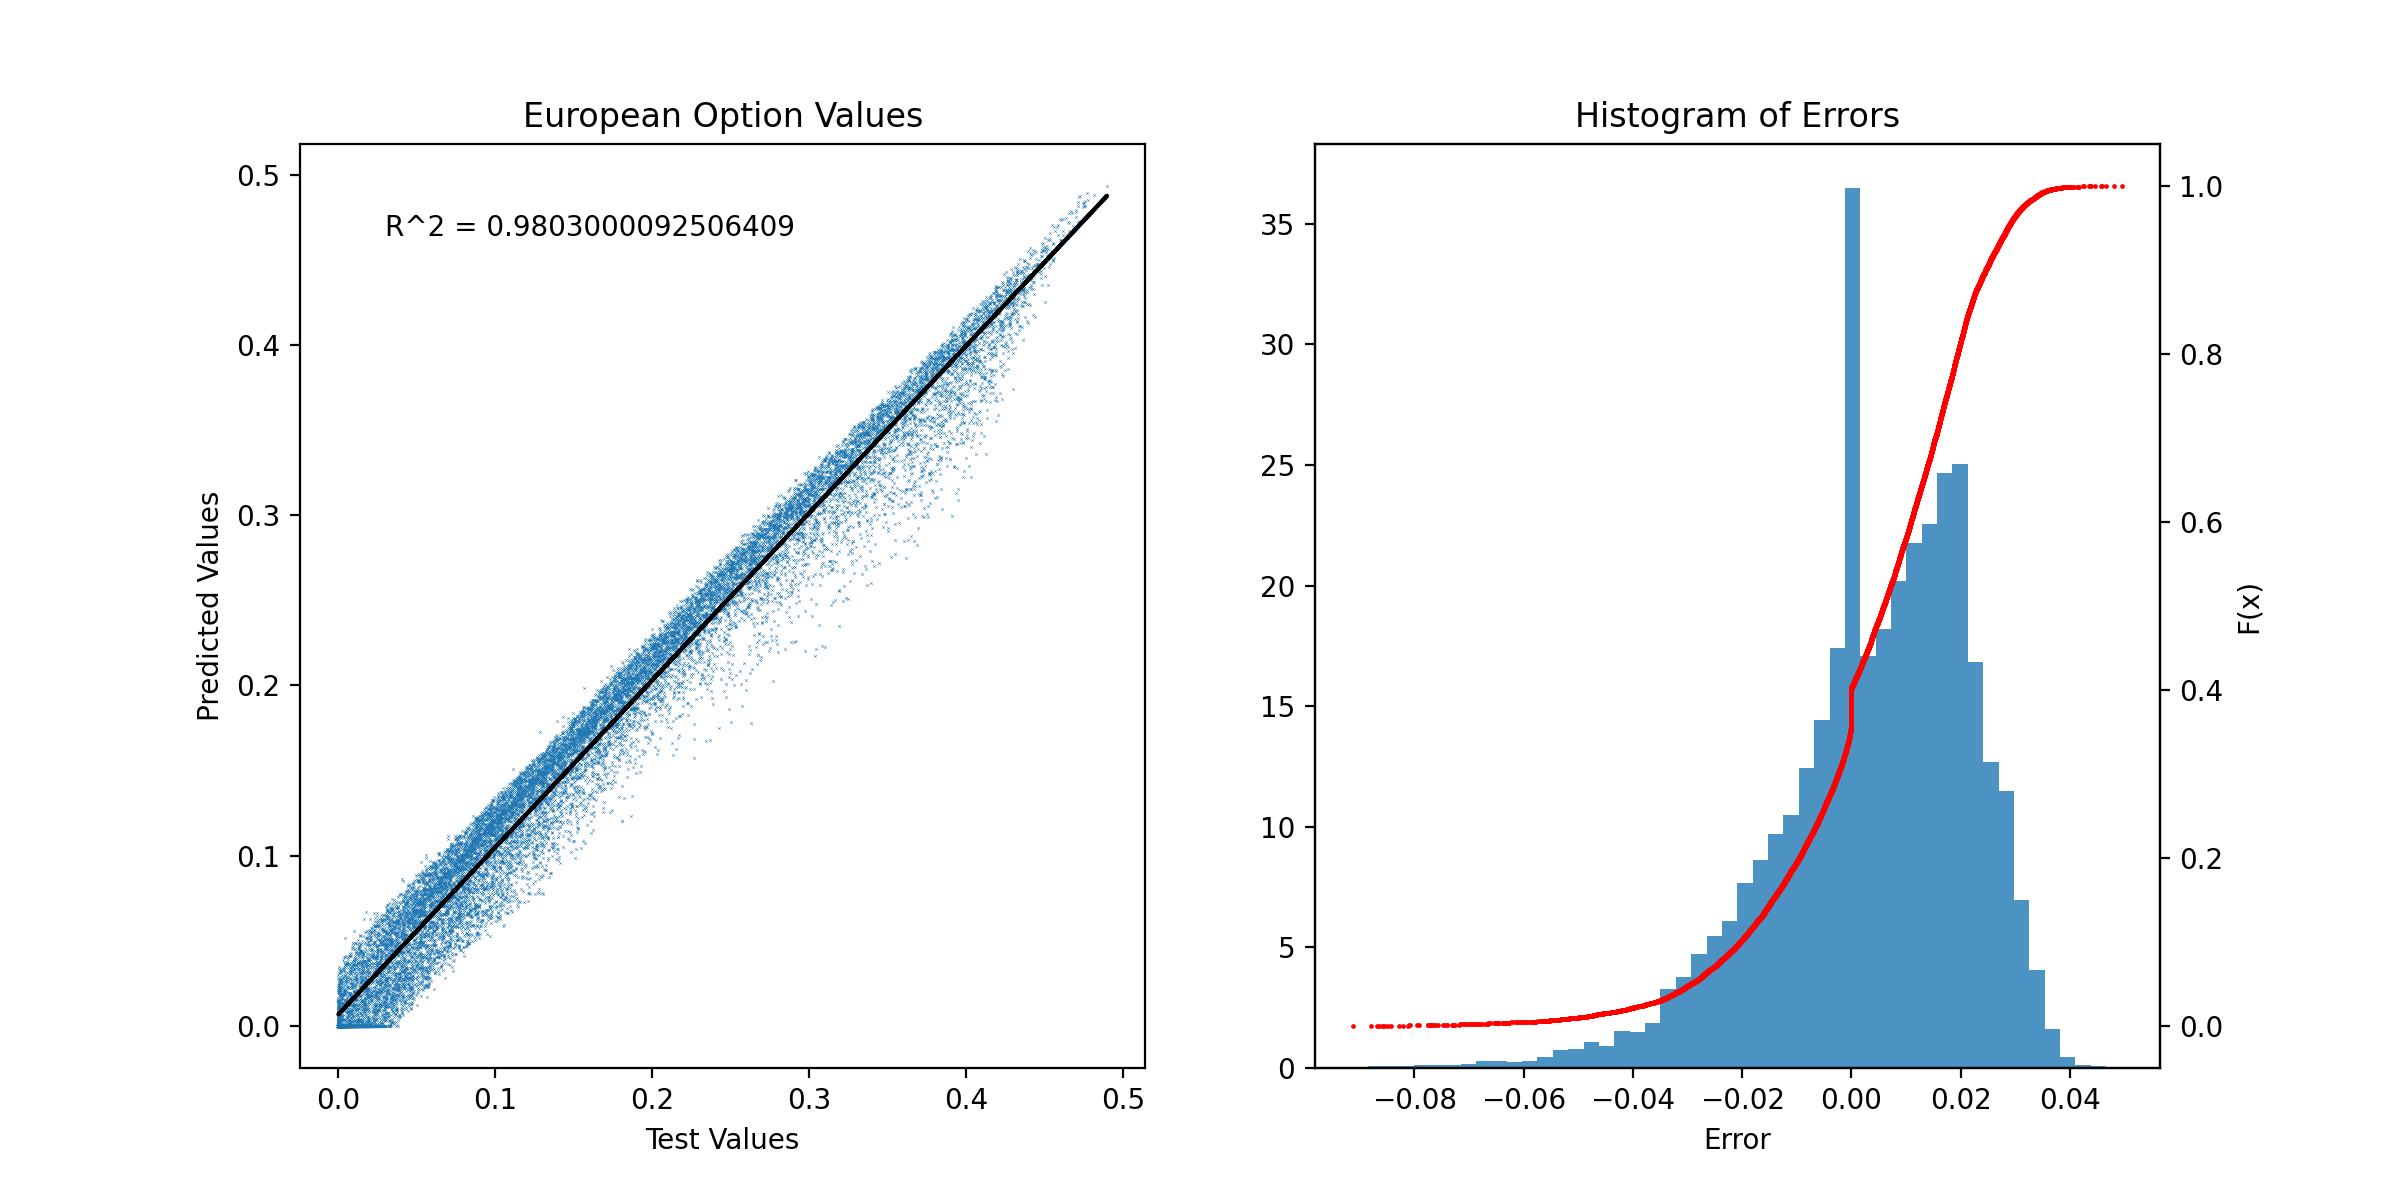 European Option Values
R^2 = 0.9803000092506409
0.5
0.4
0.3
0.2
0.1
0.0
Predicted Values
0.0 0.1 0.2 0.3 0.4 0.5
Test Values
Histogram of Errors
35
30
25
20
15
10
5
0
1.0
0.8
0.6
0.4
0.2
0.0
F(x)
−0.08 −0.06 −0.04 −0.02 0.00 0.02 0.04
Error